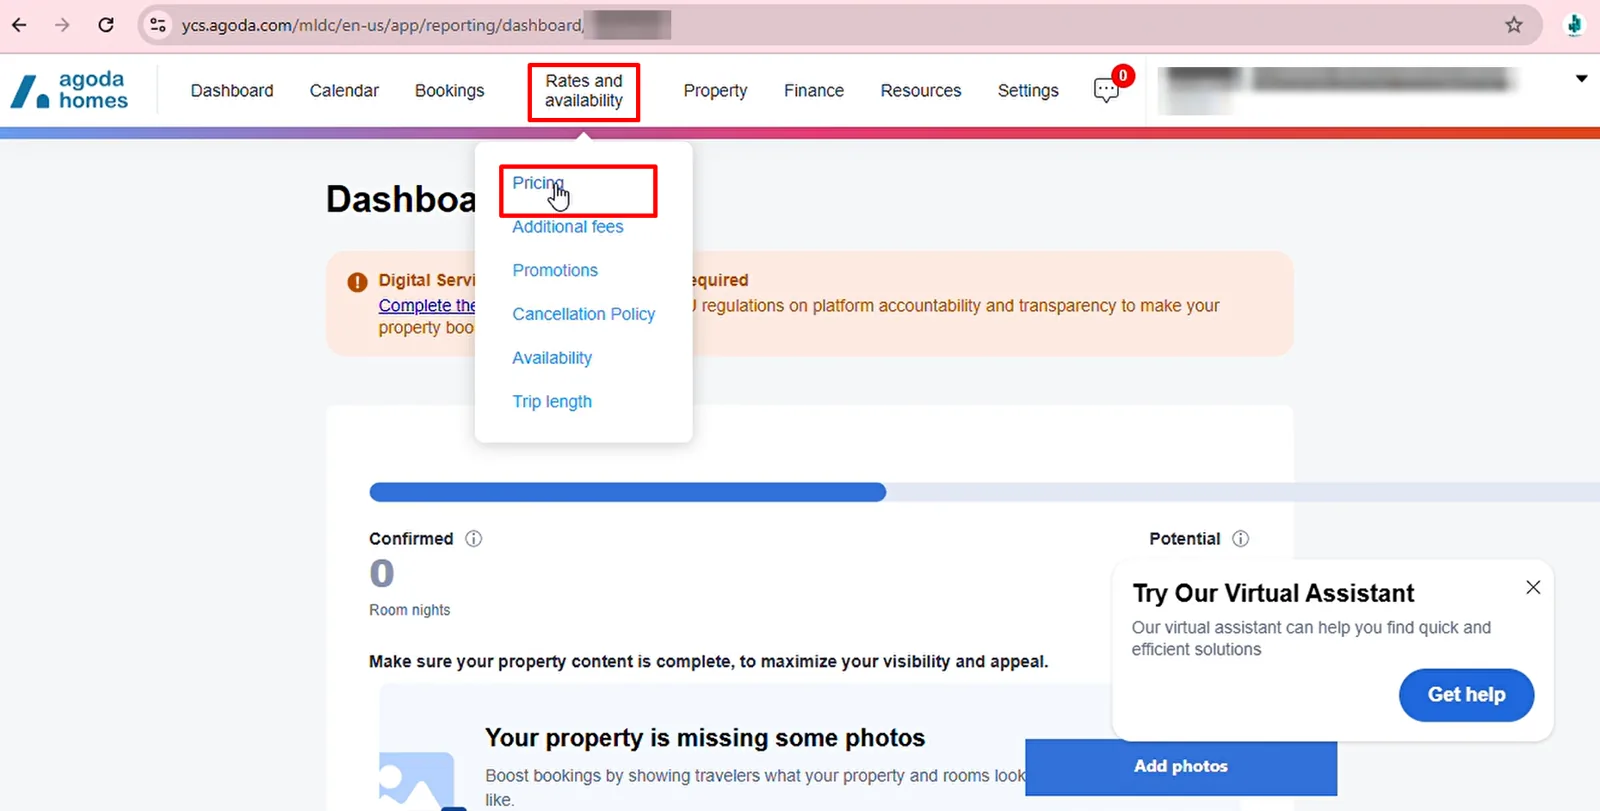 ycs.agoda.com/mldc/en-us/app/reporting/dashboard/
agoda
homes
Dashboard
Calendar
Bookings
Rates and
availability
Property
Finance
Resources
Settings
0
Pricing
Additional fees
Promotions
Cancellation Policy
Availability
Trip length
Dashboa
Digital Servi
equired
Complete the
regulations on platform accountability and transparency to make your
property boo
Confirmed
Potential
0
Room nights
Try Our Virtual Assistant
Our virtual assistant can help you find quick and
efficient solutions
Get help
Make sure your property content is complete, to maximize your visibility and appeal.
Your property is missing some photos
Boost bookings by showing travelers what your property and rooms look
like.
Add photos